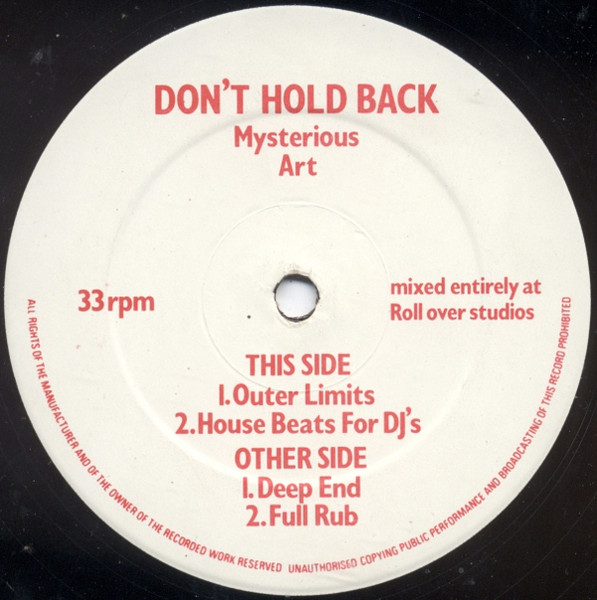 DON'T HOLD BACK
Mysterious
Art
33 rpm
mixed entirely at
Roll over studios
THIS SIDE
1. Outer Limits
2. House Beats For DJ's
OTHER SIDE
1. Deep End
2. Full Rub
ALL RIGHTS OF THE MANUFACTURER AND OF THE OWNER OF THE RECORDED WORK RESERVED UNAUTHORISED COPYING PUBLIC PERFORMANCE AND BROADCASTING OF THIS RECORD PROHIBITED